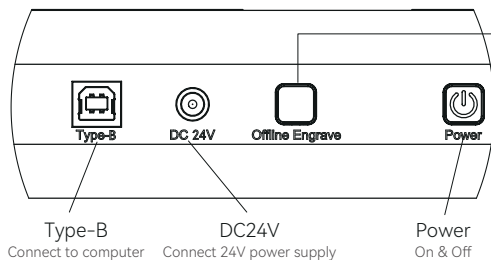 Type-B
DC 24V
Offline Engrave
Power
Type-B
DC24V
Power
Connect to computer
Connect 24V power supply
On & Off